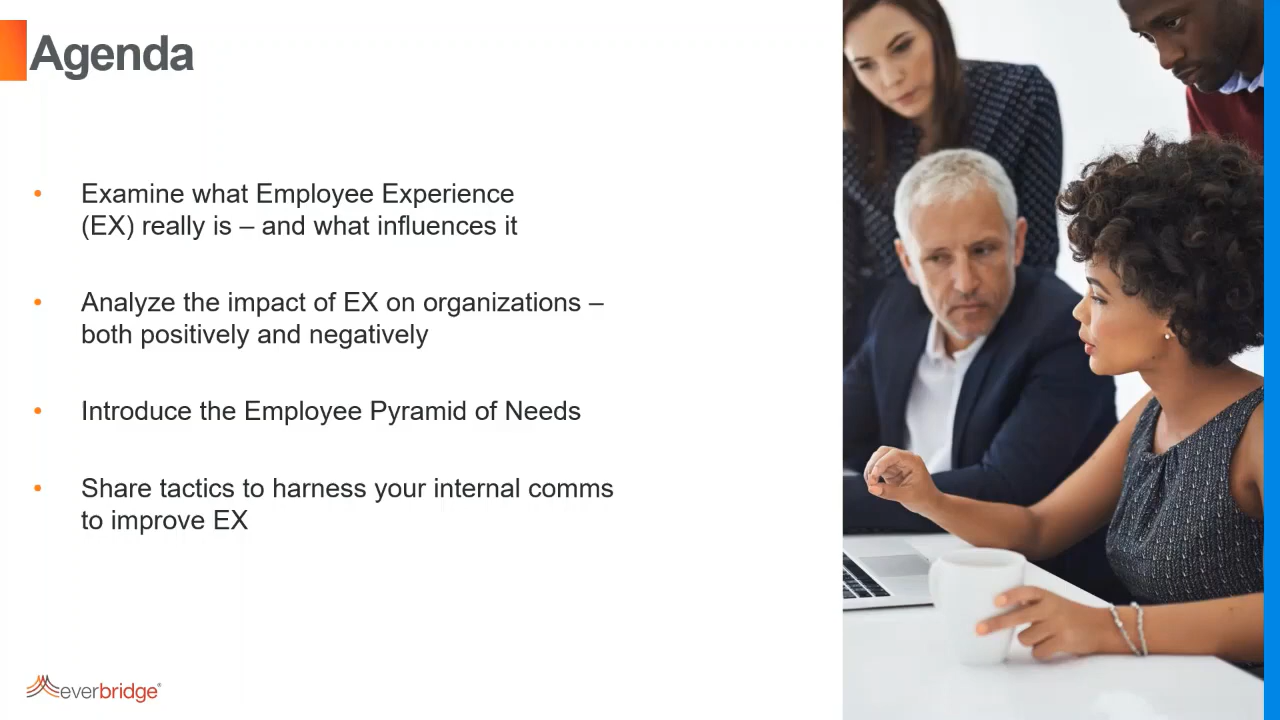 Agenda
• Examine what Employee Experience
(EX) really is – and what influences it
• Analyze the impact of EX on organizations –
both positively and negatively
• Introduce the Employee Pyramid of Needs
• Share tactics to harness your internal comms
to improve EX
everbridge®